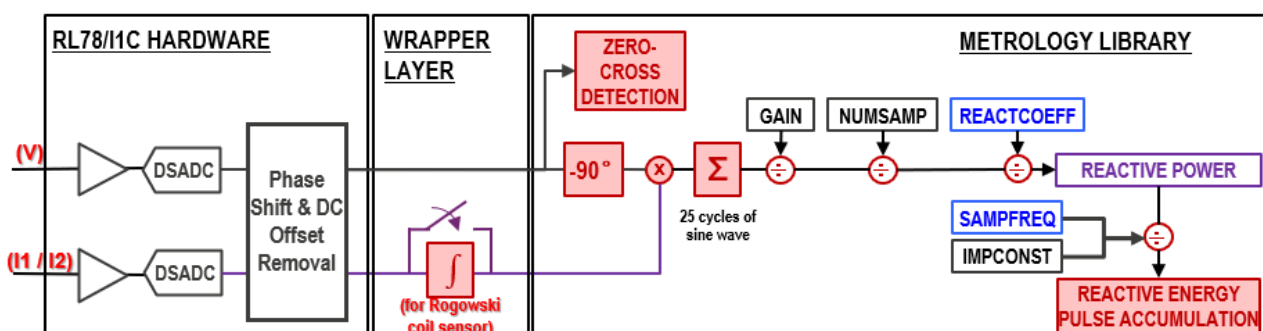 RL78/I1C HARDWARE
WRAPPER
LAYER
METROLOGY LIBRARY
ZERO-
CROSS
DETECTION
GAIN
NUMSAMP
REACTCOEFF
(V)
DSADC
Phase
Shift & DC
Offset
Removal
-90°
x
Σ
÷
÷
÷
REACTIVE POWER
25 cycles of
sine wave
SAMPFREQ
IMPCONST
÷
(I1 / I2)
DSADC
∫
(for Rogowski
coil sensor)
REACTIVE ENERGY
PULSE ACCUMULATION